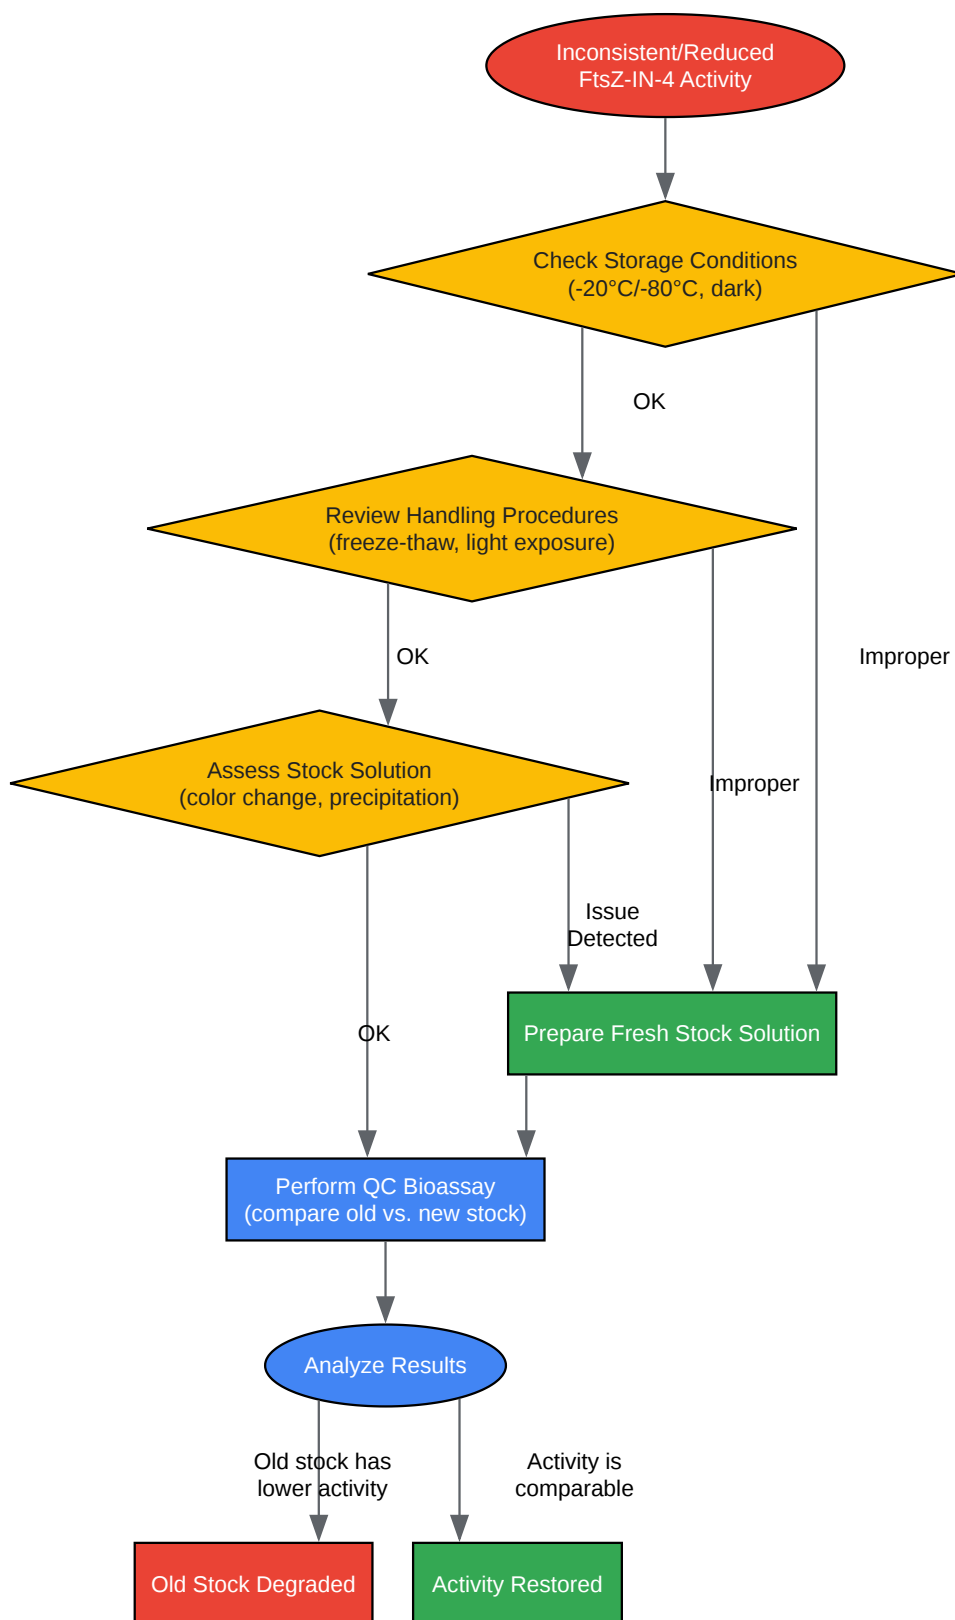 Inconsistent/Reduced
FtsZ-IN-4 Activity
Check Storage Conditions
(-20°C/-80°C, dark)
OK
Review Handling Procedures
(freeze-thaw, light exposure)
OK
Improper
Assess Stock Solution
(color change, precipitation)
Improper
Issue
Detected
OK
Prepare Fresh Stock Solution
Perform QC Bioassay
(compare old vs. new stock)
Analyze Results
Old stock has
lower activity
Activity is
comparable
Old Stock Degraded
Activity Restored